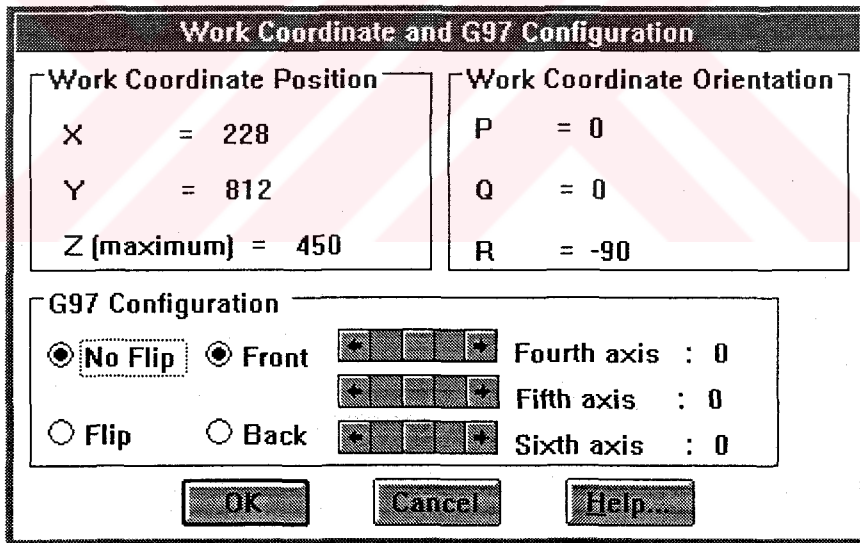 Work Coordinate and G97 Configuration
Work Coordinate Position
X = 228
Y = 812
Z (maximum) = 450
Work Coordinate Orientation
P = 0
Q = 0
R = -90
G97 Configuration
No Flip Front
Flip Back
Fourth axis : 0
Fifth axis : 0
Sixth axis : 0
OK Cancel Help...